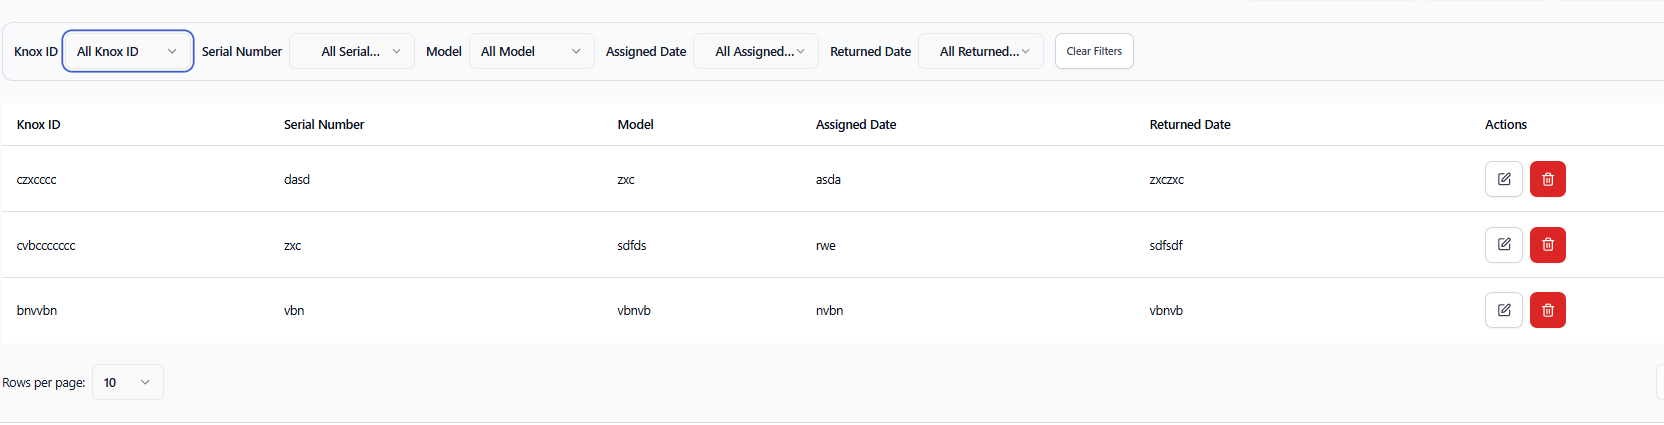 Knox ID All Knox ID Serial Number All Serial... Model All Model Assigned Date All Assigned... Returned Date All Returned... Clear Filters
Knox ID Serial Number Model Assigned Date Returned Date Actions
czxcccc dasd zxc asda zxczxc
cvbccccccc zxc sdfds rwe sdfsdf
bnvvbn vbn vbnvb nvbn vbnvb
Rows per page: 10